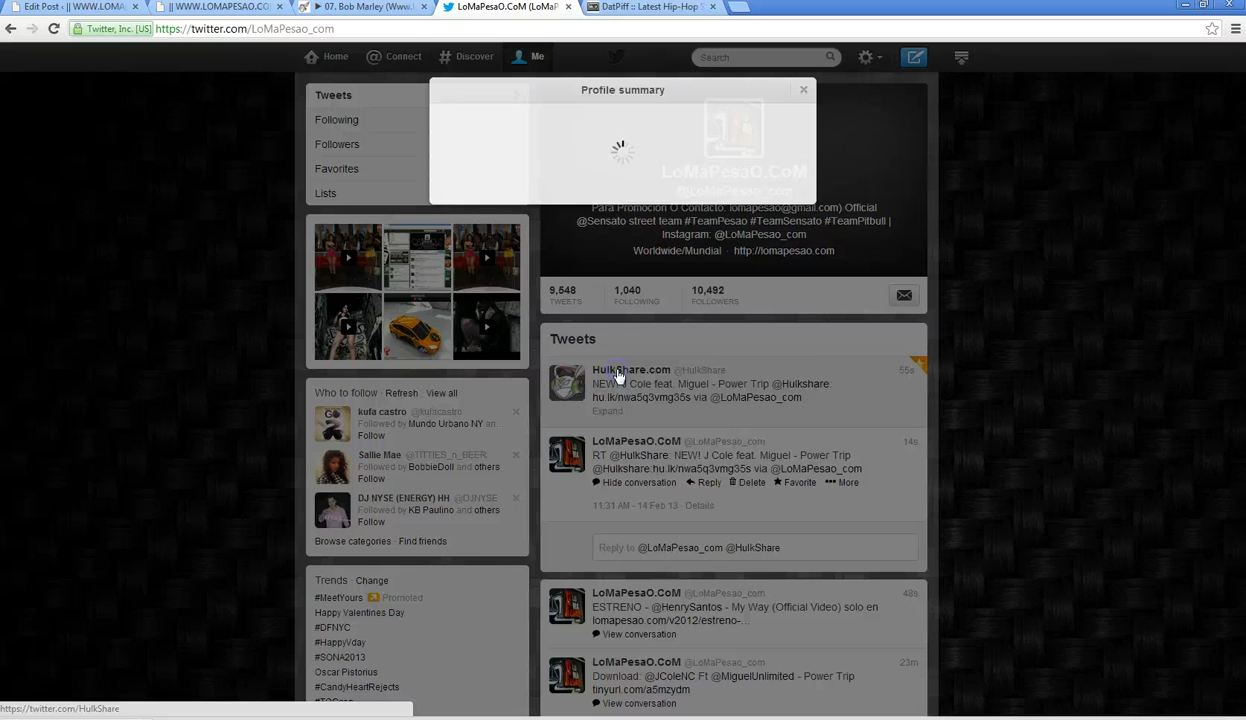 Edit Post ‹ || WWW.LOMA
|| WWW.LOMAPESAO.CO
▶ 07. Bob Marley (Www.
LoMaPesaO.CoM (LoMaP
DatPiff :: Latest Hip-Hop
Twitter, Inc. [US]
https://twitter.com/LoMaPesao_com
Home
Connect
Discover
Me
Search
Profile summary
Tweets
Following
Followers
Favorites
Lists
LoMaPesaO.CoM
@LoMaPesao_com
Para Promocion O Contacto: lomapesao@gmail.com) Official
@Sensato street team #TeamPesao #TeamSensato #TeamPitbull |
Instagram: @LoMaPesao_com
Worldwide/Mundial · http://lomapesao.com
9,548
TWEETS
1,040
FOLLOWING
10,492
FOLLOWERS
Who to follow · Refresh · View all
kufa castro @kufacastro
Followed by Mundo Urbano NY an...
Follow
Sallie Mae @TITTIES_n_BEER
Followed by BobbieDoll and others
Follow
DJ NYSE (ENERGY) HH @DJNYSE
Followed by KB Paulino and others
Follow
Browse categories · Find friends
Trends · Change
#MeetYours Promoted
Happy Valentines Day
#DFNYC
#HappyVday
#SONA2013
Oscar Pistorius
#CandyHeartRejects
Tweets
HulkShare.com @HulkShare 55s
NEW! J Cole feat. Miguel - Power Trip @Hulkshare:
hu.lk/nwa5q3vmg35s via @LoMaPesao_com
Expand
LoMaPesaO.CoM @LoMaPesao_com 14s
RT @HulkShare: NEW! J Cole feat. Miguel - Power Trip
@Hulkshare:hu.lk/nwa5q3vmg35s via @LoMaPesao_com
Hide conversation Reply Delete Favorite More
11:31 AM - 14 Feb 13 · Details
Reply to @LoMaPesao_com @HulkShare
LoMaPesaO.CoM @LoMaPesao_com 48s
ESTRENO - @HenrySantos - My Way (Official Video) solo en
lomapesao.com/v2012/estreno-...
View conversation
LoMaPesaO.CoM @LoMaPesao_com 23m
Download: @JColeNC Ft @MiguelUnlimited - Power Trip
tinyurl.com/a5mzydm
View conversation
https://twitter.com/HulkShare